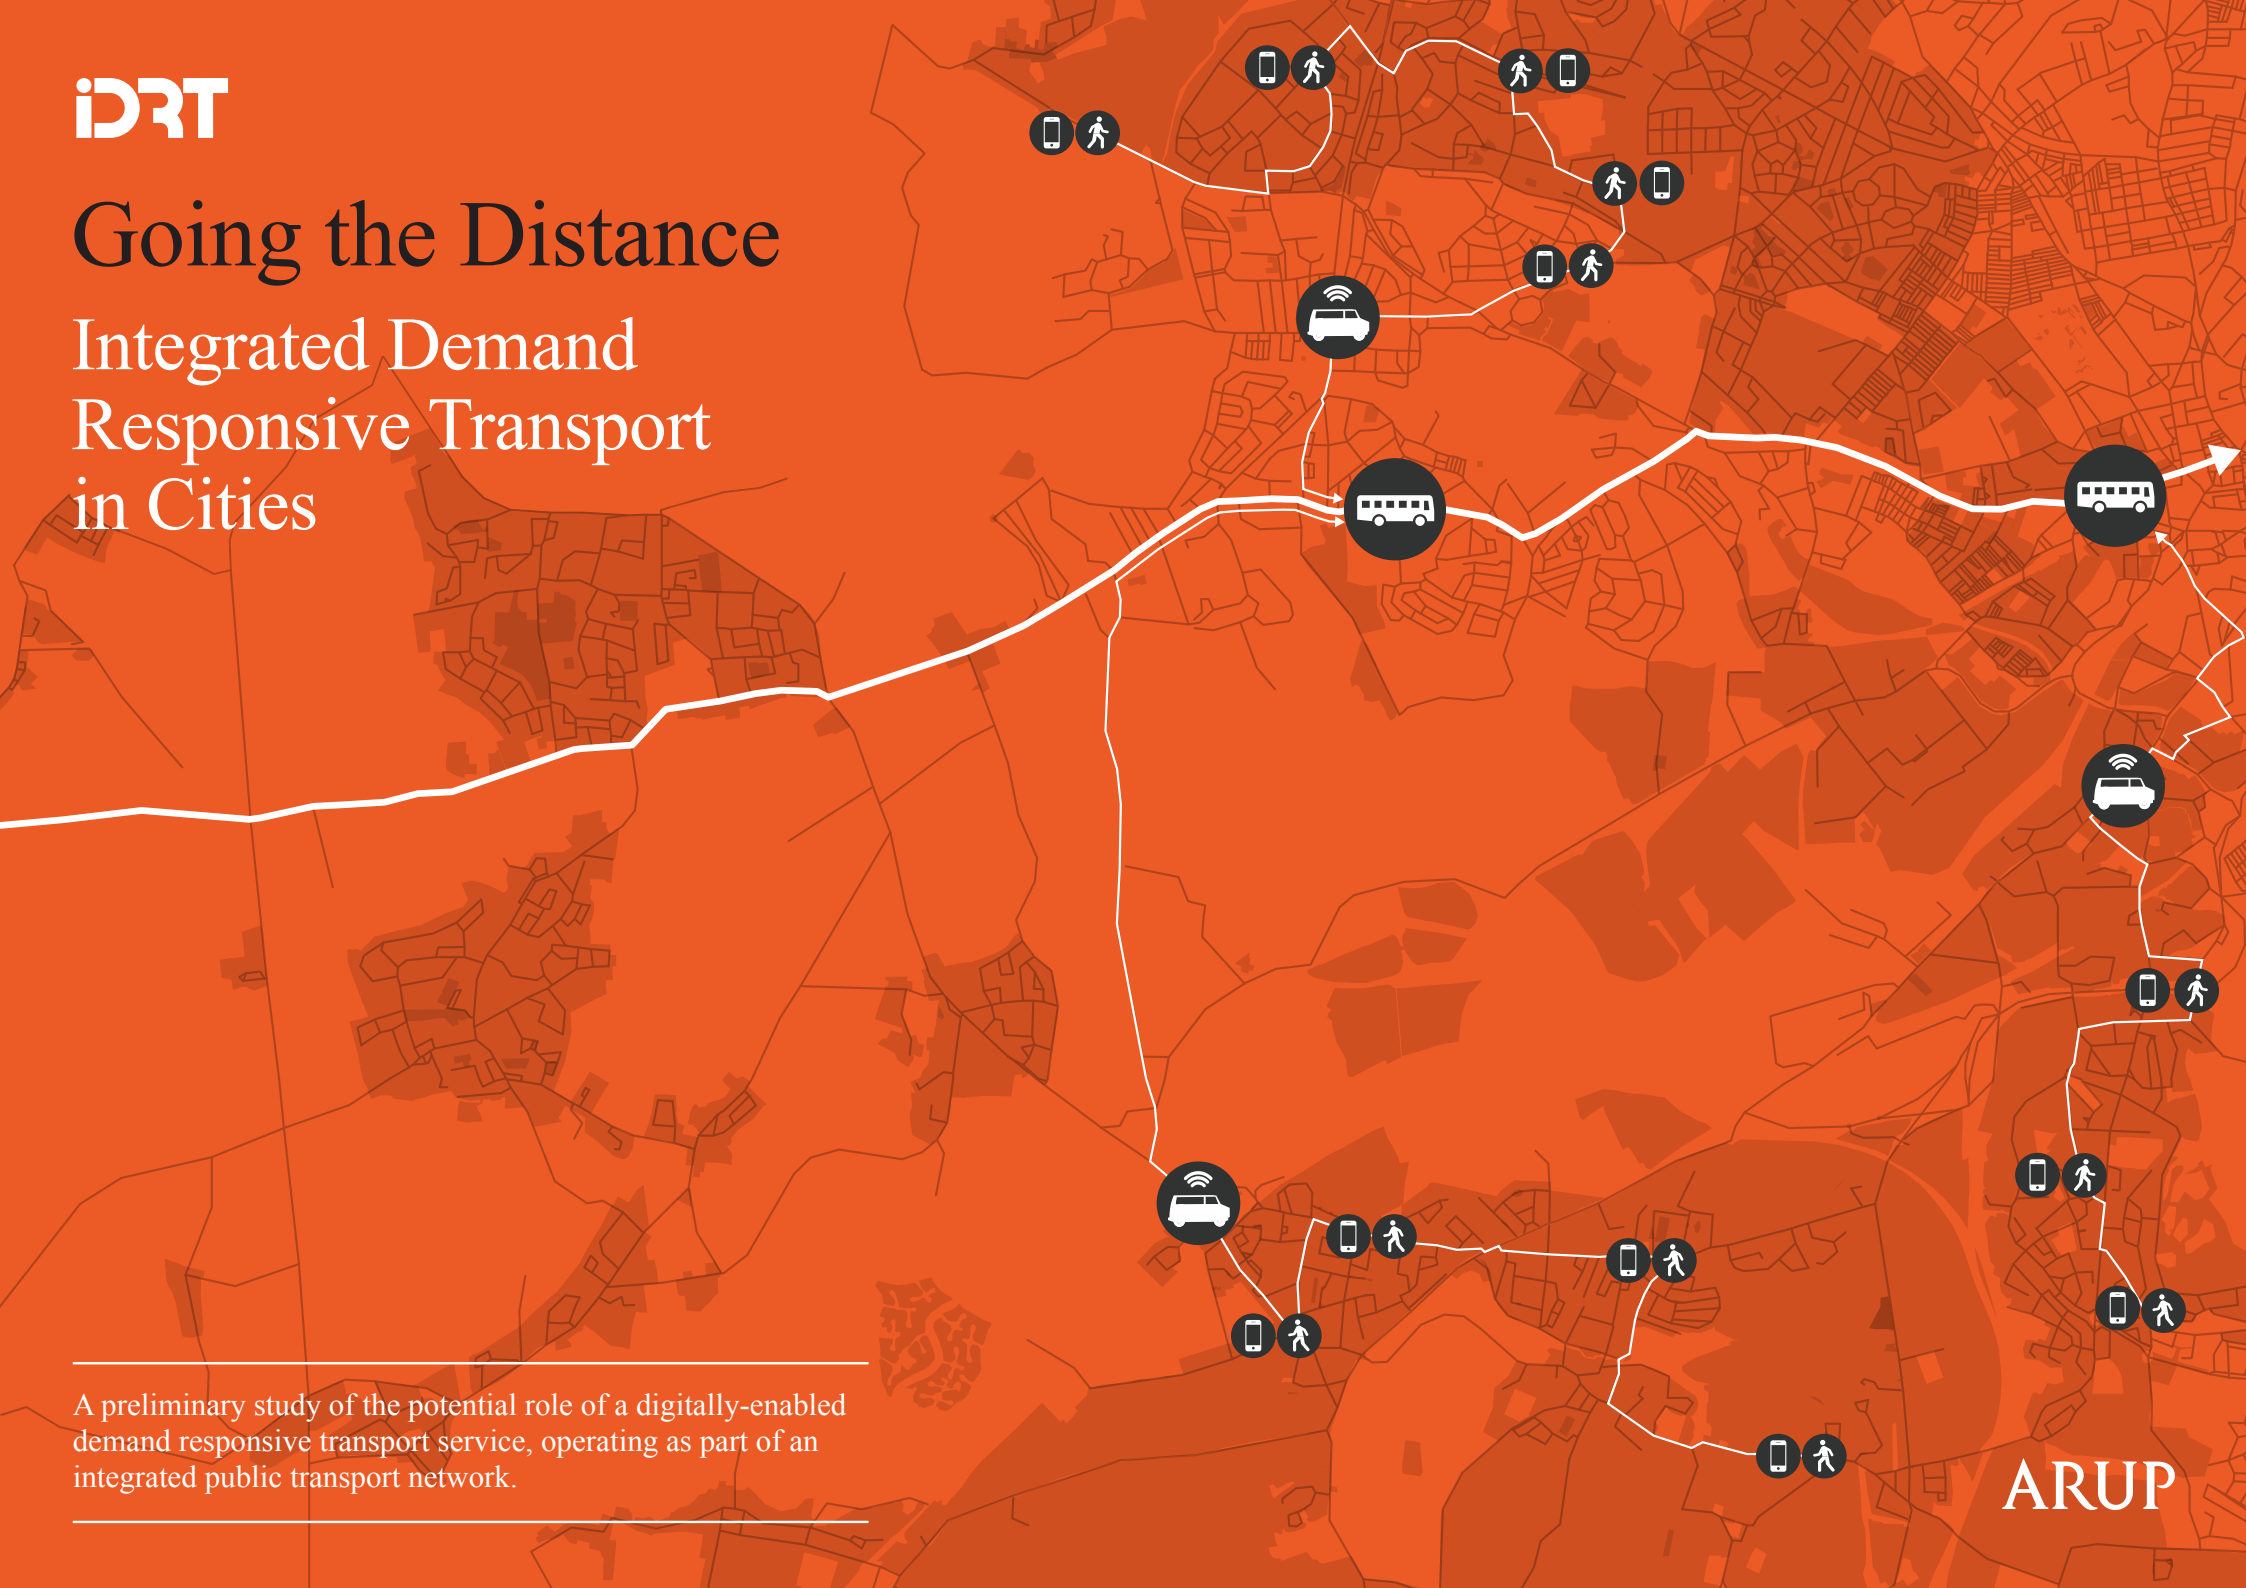 iDRT
Going the Distance
Integrated Demand
Responsive Transport
in Cities
A preliminary study of the potential role of a digitally-enabled
demand responsive transport service, operating as part of an
integrated public transport network.
ARUP